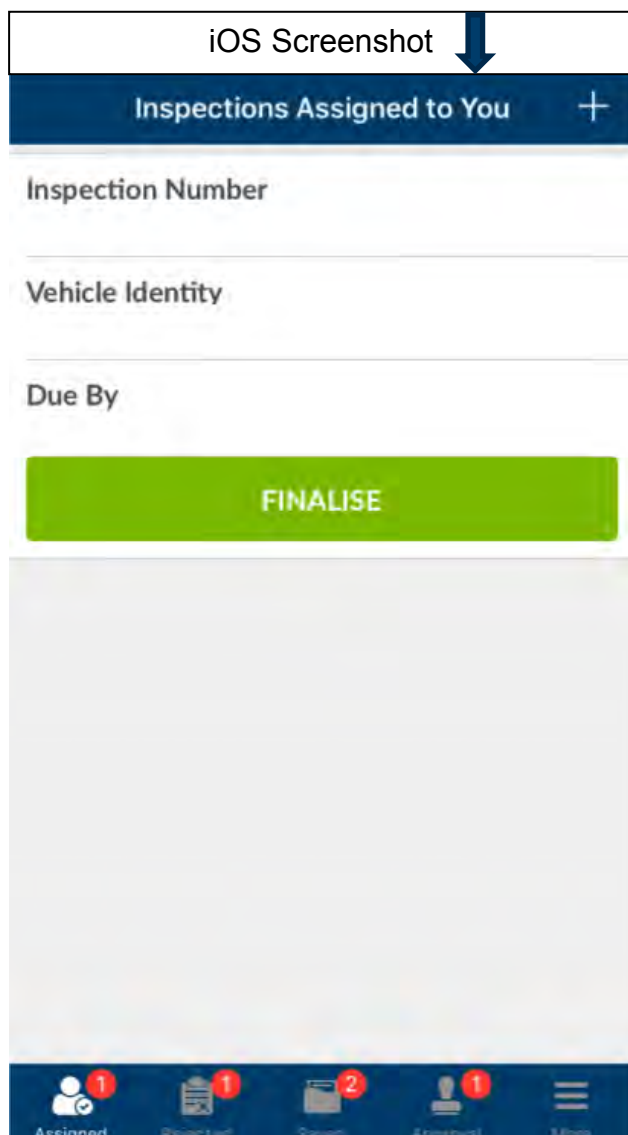 iOS Screenshot
Inspections Assigned to You
Inspection Number
Vehicle Identity
Due By
FINALISE
1 1 2 1
Assigned